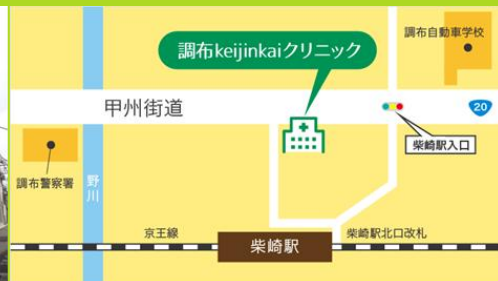 調布自動車学校
調布keijinkaiクリニック
甲州街道
20
柴崎駅入口
調布警察署
野川
京王線
柴崎駅北口改札
柴崎駅